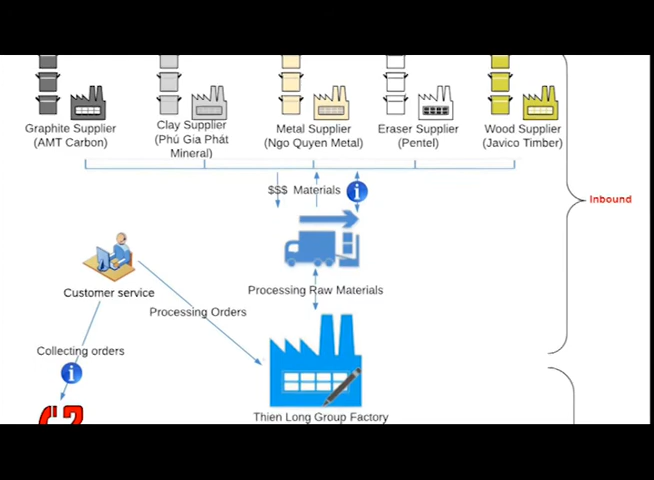 Graphite Supplier
(AMT Carbon)
Clay Supplier
(Phú Gia Phát
Mineral)
Metal Supplier
(Ngo Quyen Metal)
Eraser Supplier
(Pentel)
Wood Supplier
(Javico Timber)
$$$ Materials
i
Inbound
Customer service
Processing Raw Materials
Processing Orders
Collecting orders
i
Thien Long Group Factory